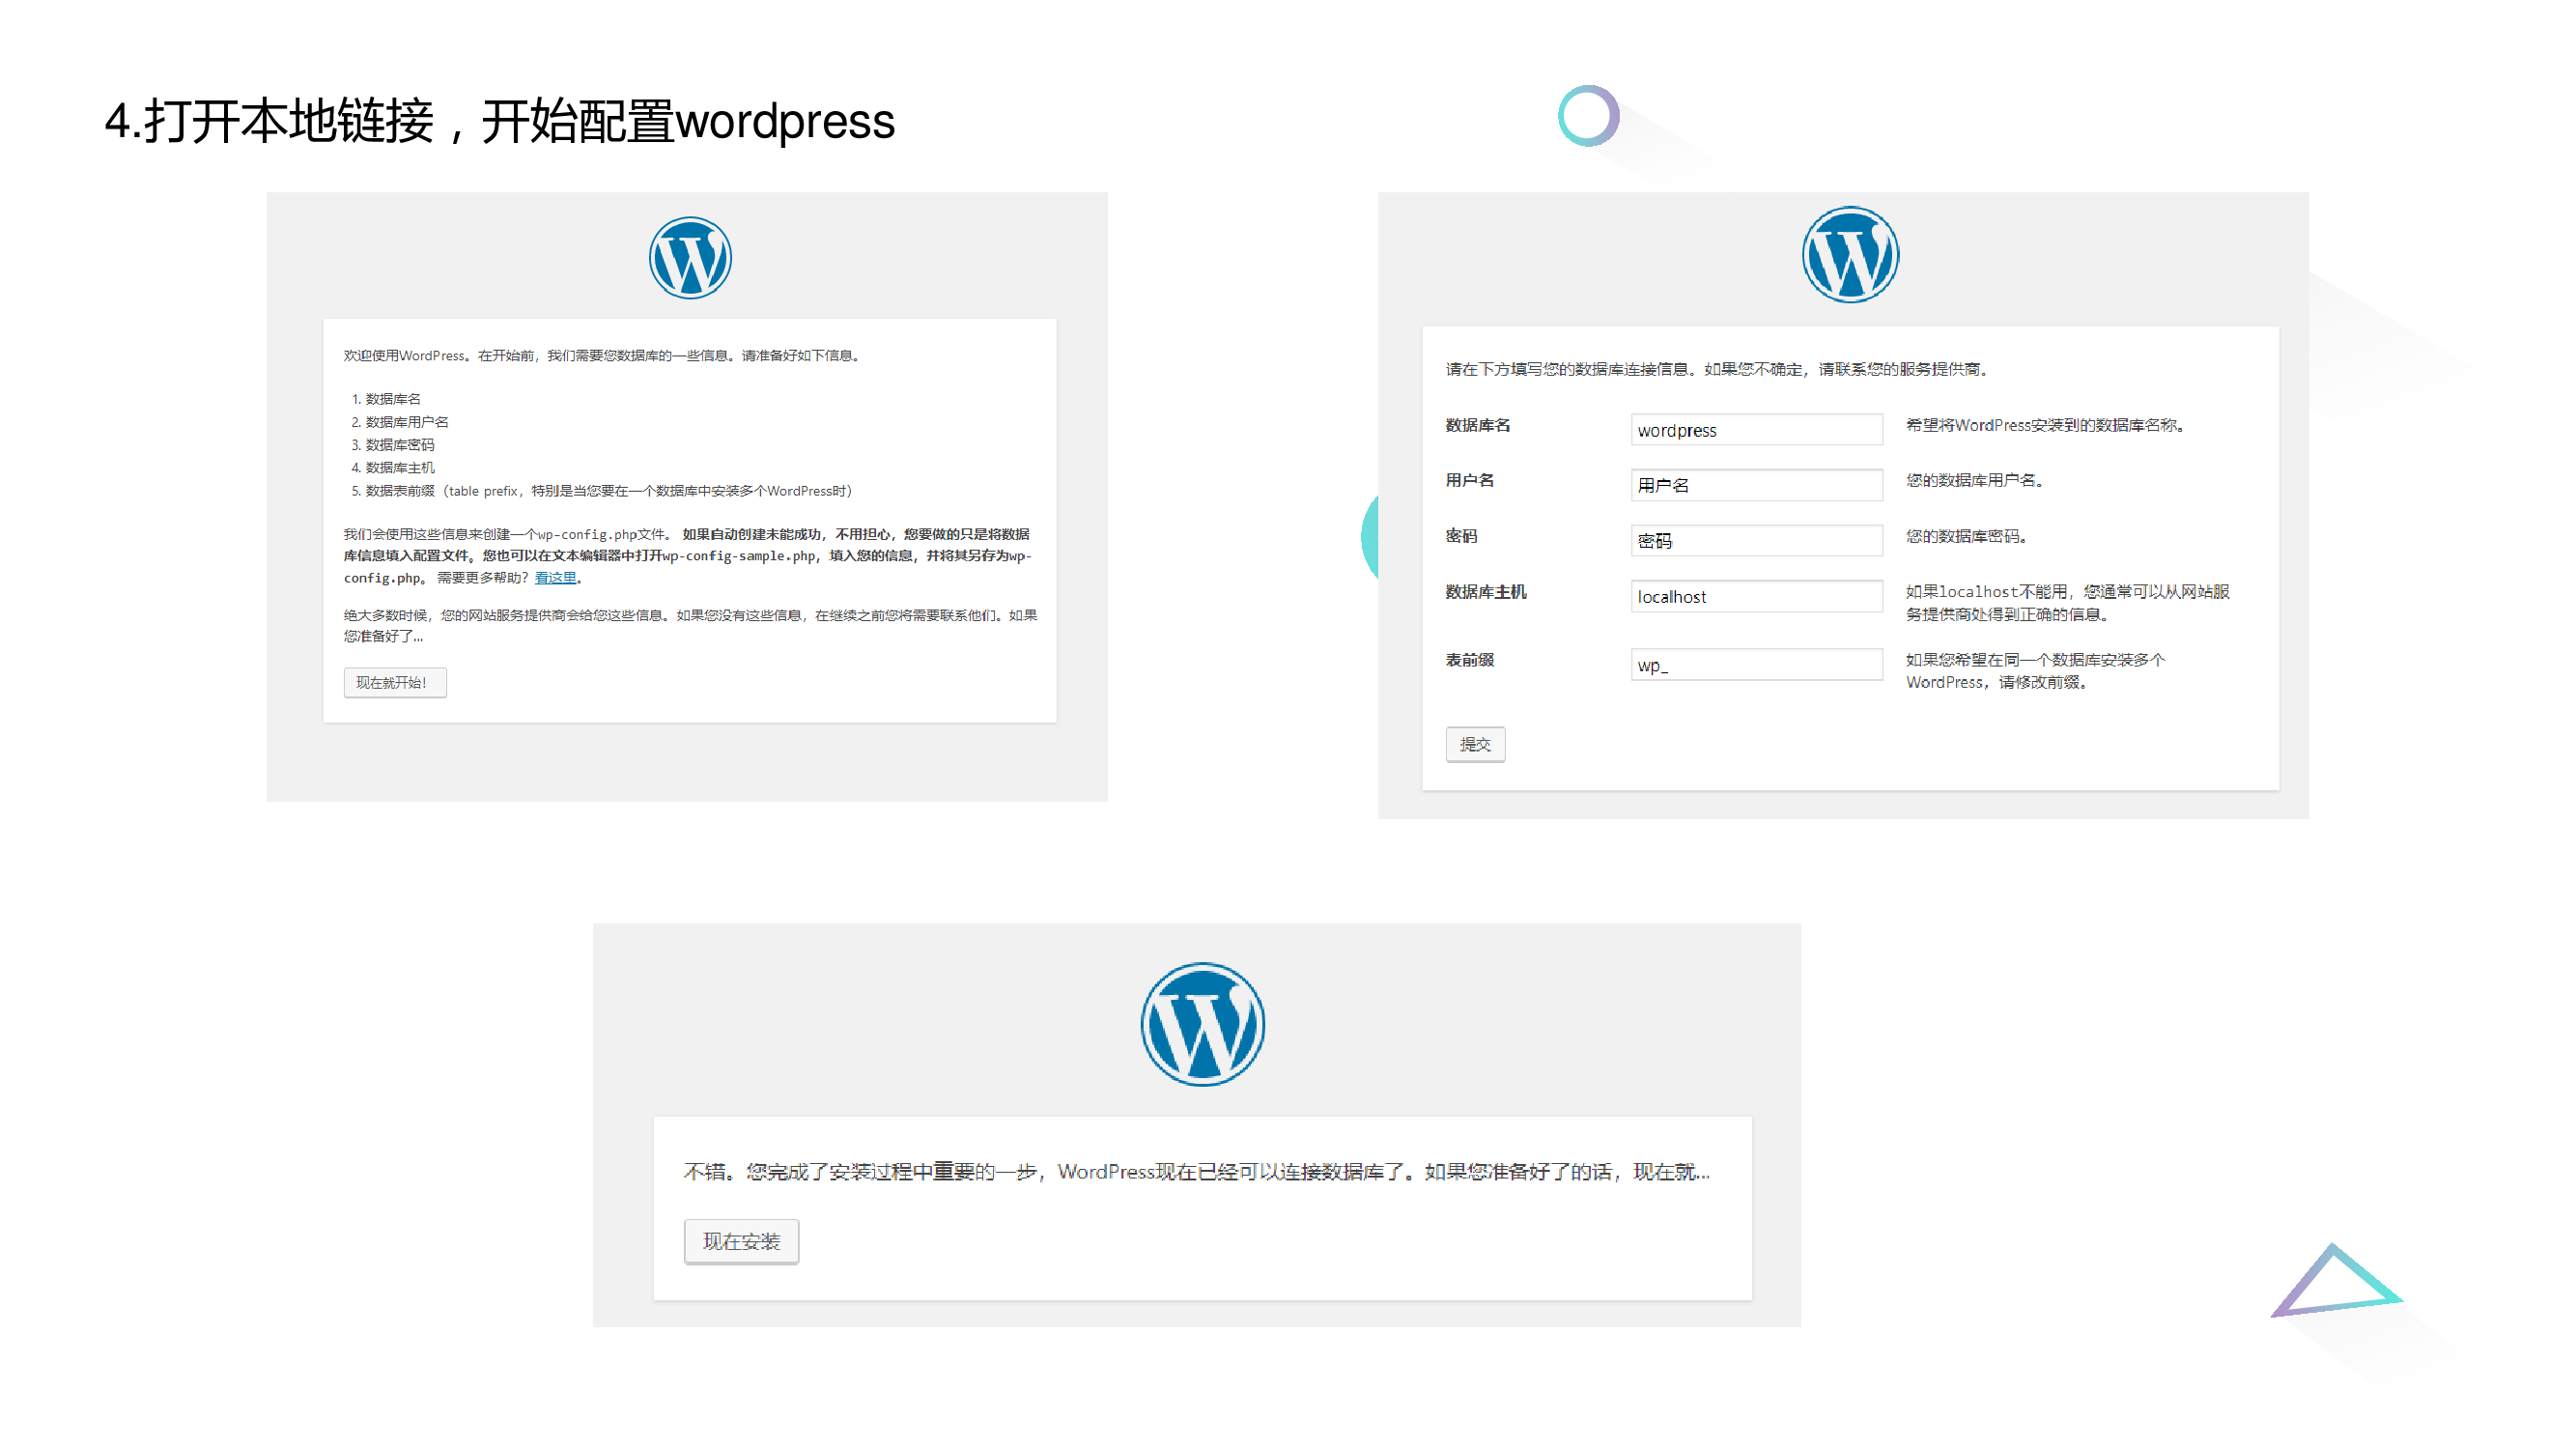 4.打开本地链接，开始配置wordpress
欢迎使用WordPress。在开始前，我们需要您数据库的一些信息。请准备好如下信息。
1. 数据库名
2. 数据库用户名
3. 数据库密码
4. 数据库主机
5. 数据表前缀（table prefix，特别是当您要在一个数据库中安装多个WordPress时）
我们会使用这些信息来创建一个wp-config.php文件。 如果自动创建未能成功，不用担心，您要做的只是将数据
库信息填入配置文件。您也可以在文本编辑器中打开wp-config-sample.php，填入您的信息，并将其另存为wp-
config.php。 需要更多帮助？看这里。
绝大多数时候，您的网站服务提供商会给您这些信息。如果您没有这些信息，在继续之前您将需要联系他们。如果
您准备好了...
现在就开始！
请在下方填写您的数据库连接信息。如果您不确定，请联系您的服务提供商。
数据库名 wordpress 希望将WordPress安装到的数据库名称。
用户名 用户名 您的数据库用户名。
密码 密码 您的数据库密码。
数据库主机 localhost 如果localhost不能用，您通常可以从网站服
务提供商处得到正确的信息。
表前缀 wp_ 如果您希望在同一个数据库安装多个
WordPress，请修改前缀。
提交
不错。您完成了安装过程中重要的一步，WordPress现在已经可以连接数据库了。如果您准备好了的话，现在就...
现在安装